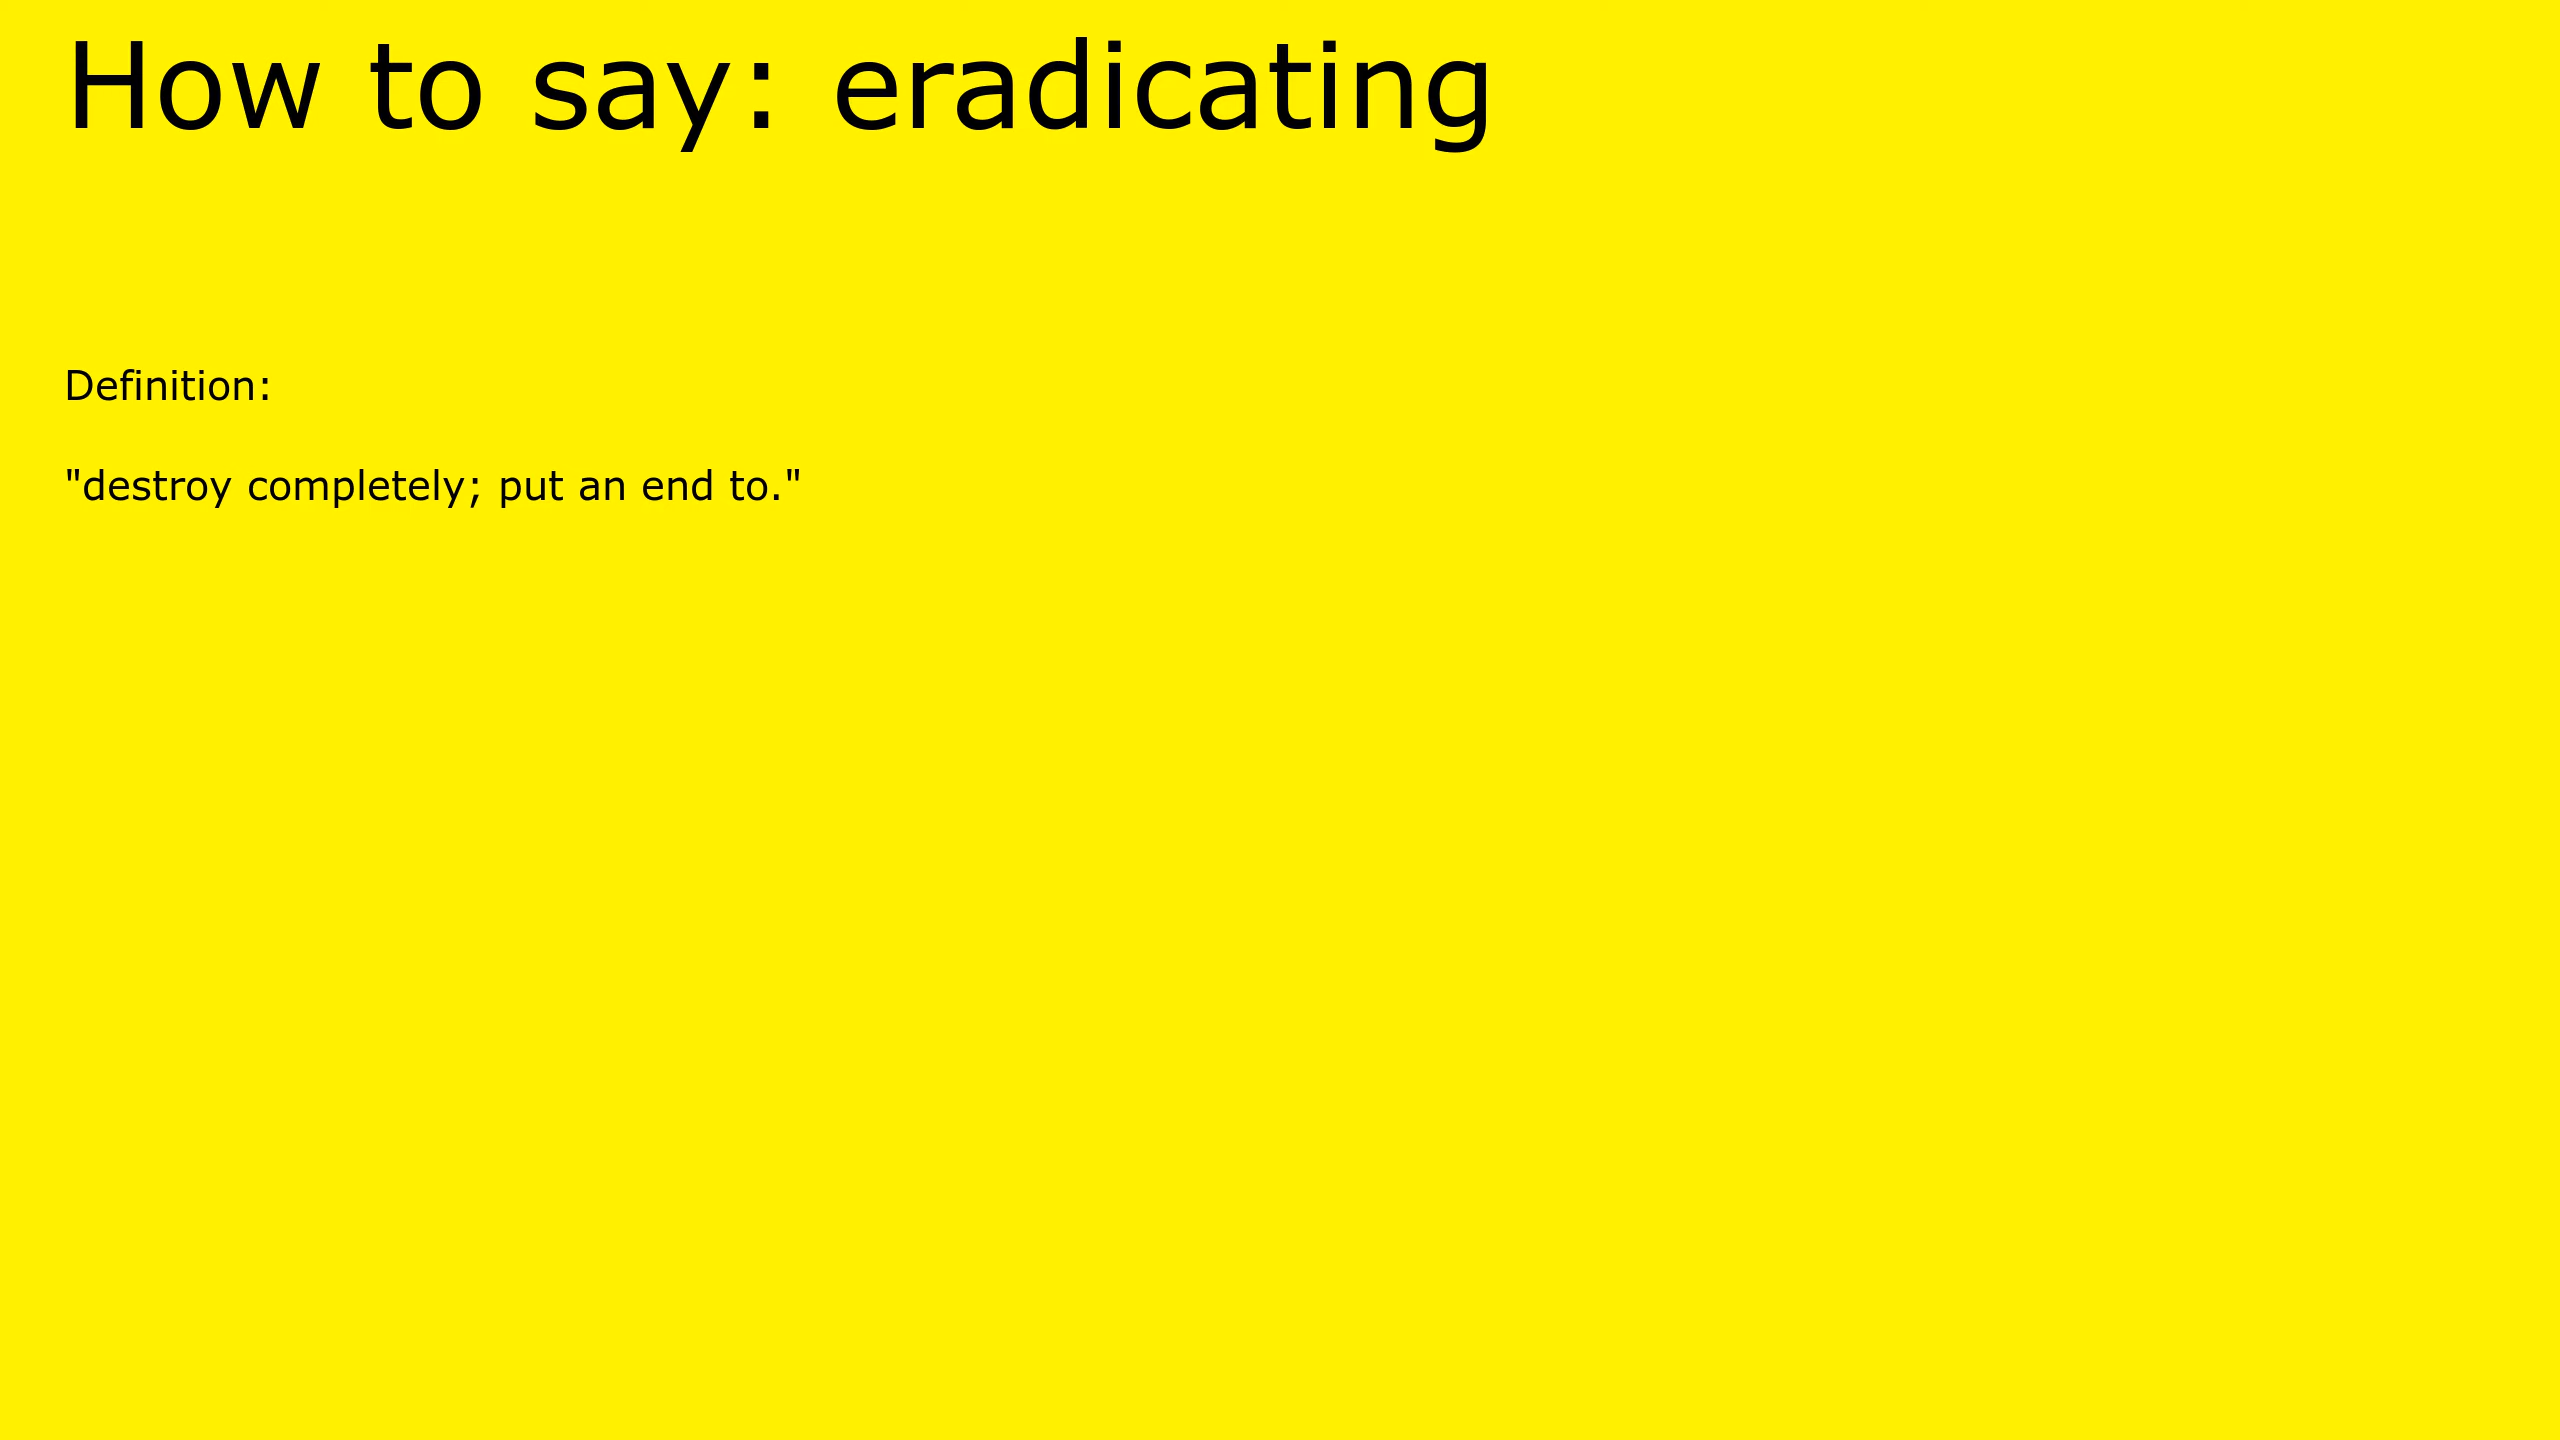 How to say: eradicating
Definition:
"destroy completely; put an end to."